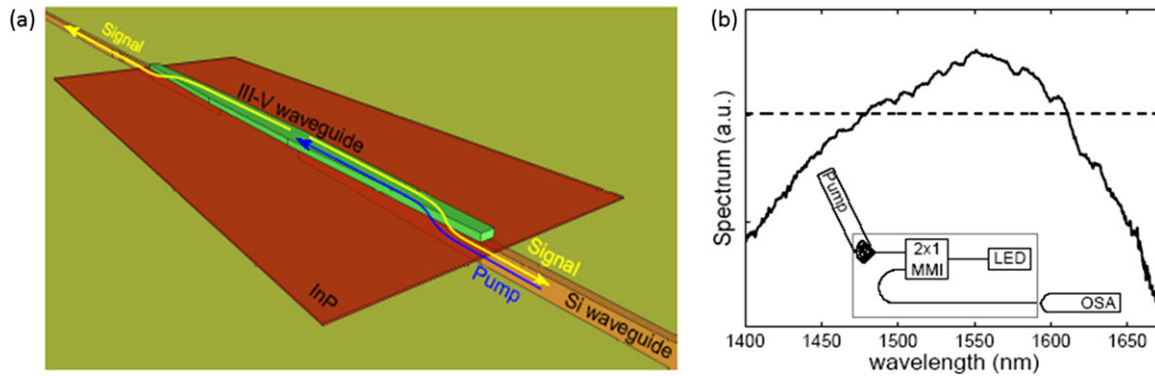 (a)
Signal
III-V waveguide
InP
Signal
Pump
Si waveguide
(b)
Spectrum (a.u.)
Pump
2x1
MMI
LED
OSA
1400 1450 1500 1550 1600 1650
wavelength (nm)